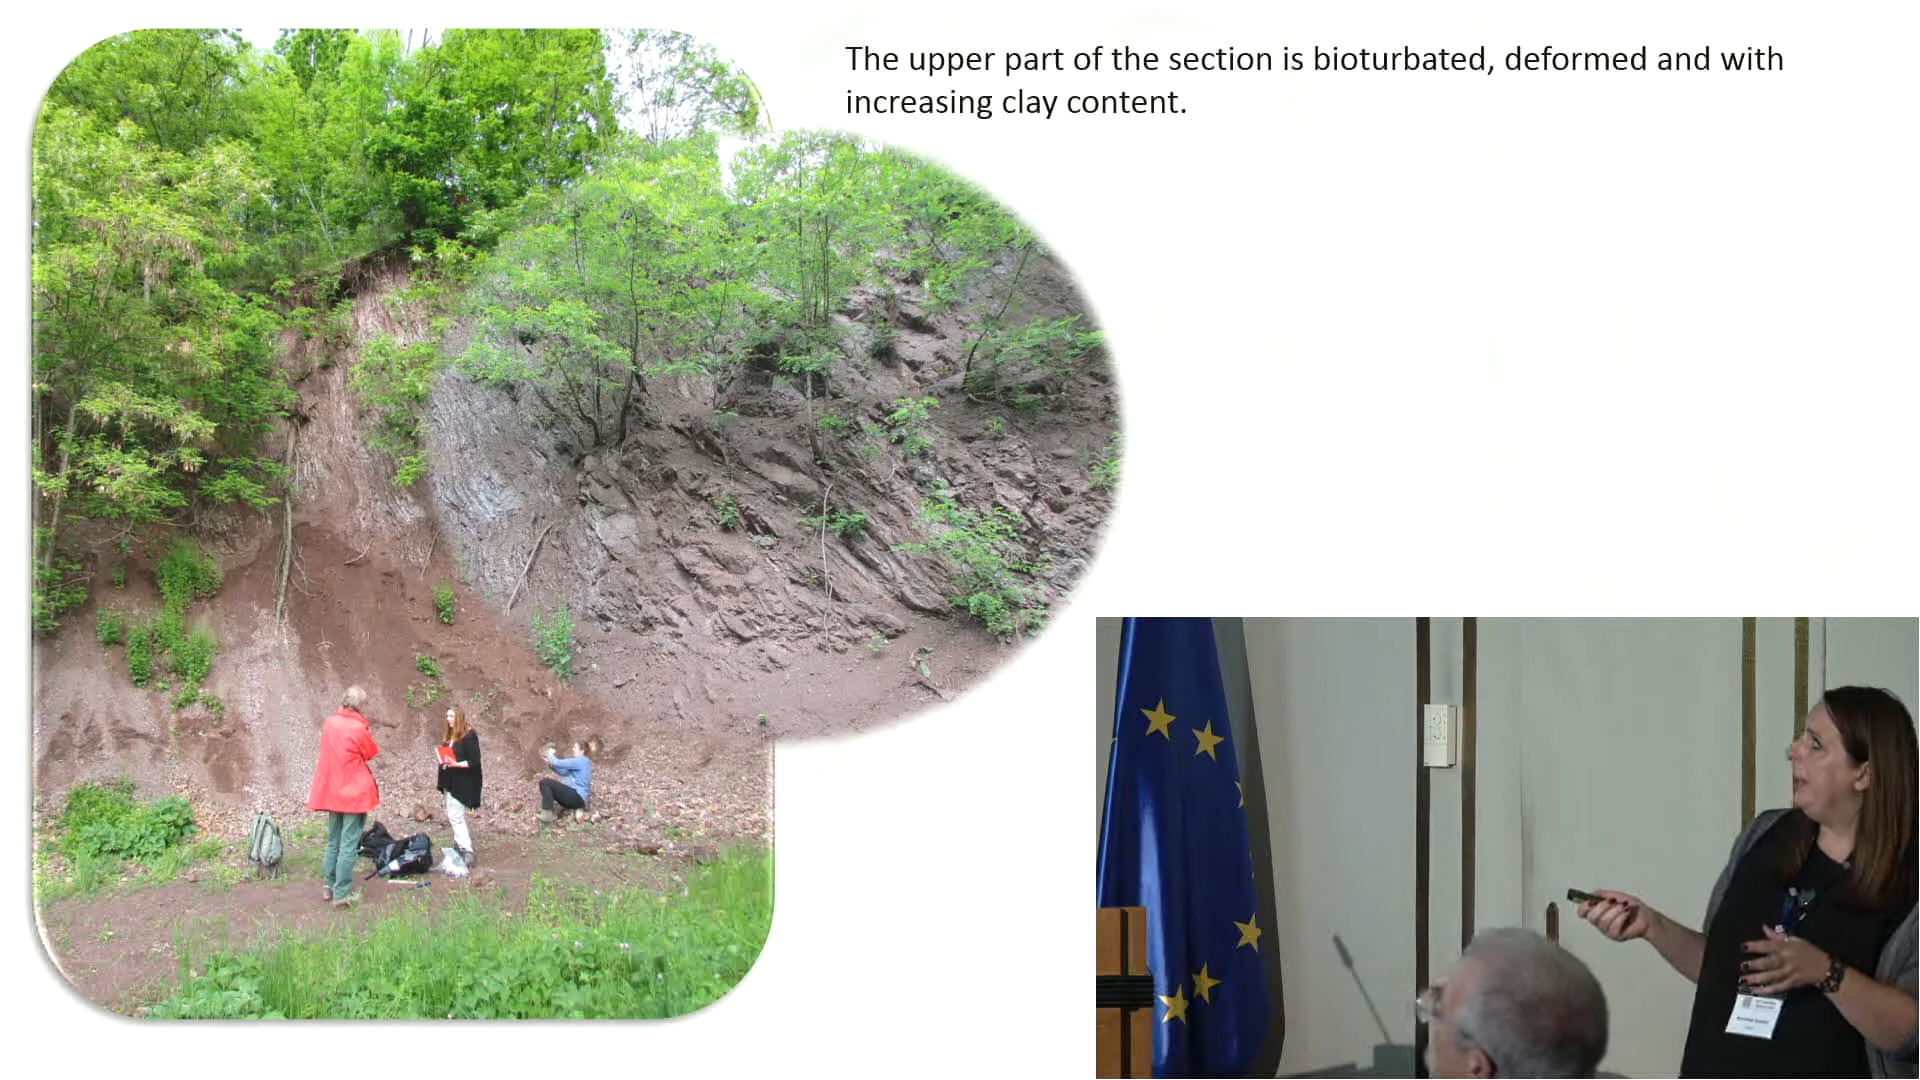 The upper part of the section is bioturbated, deformed and with
increasing clay content.